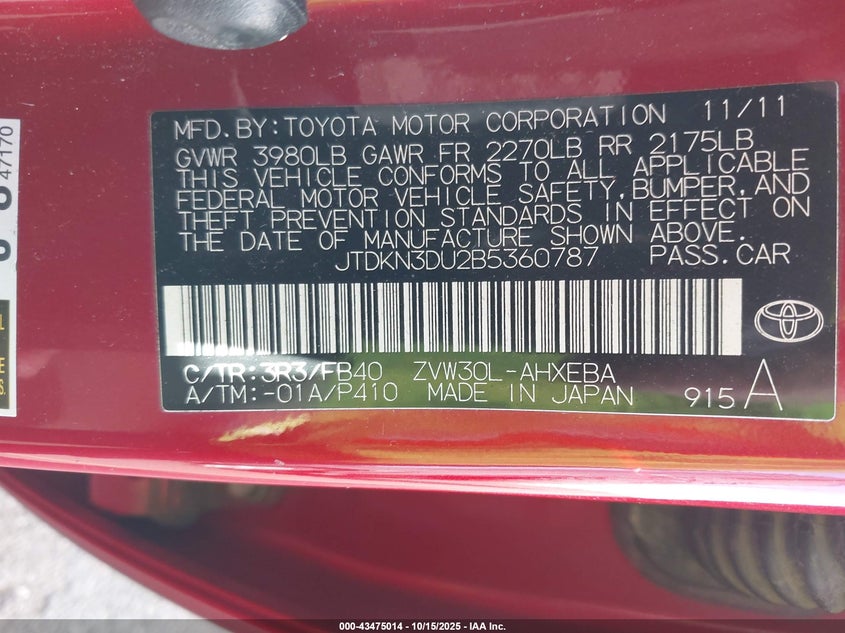 MFD. BY: TOYOTA MOTOR CORPORATION 11/11
GVWR 3980LB GAWR FR 2270LB RR 2175LB
THIS VEHICLE CONFORMS TO ALL APPLICABLE
FEDERAL MOTOR VEHICLE SAFETY, BUMPER, AND
THEFT PREVENTION STANDARDS IN EFFECT ON
THE DATE OF MANUFACTURE SHOWN ABOVE.
JTDKN3DU2B5360787 PASS.CAR
C/TR: 3R3/FB40 ZVW30L-AHXEBA
A/TM: -01A/P410 MADE IN JAPAN 915 A
47170
000-43475014 - 10/15/2025 - IAA Inc.